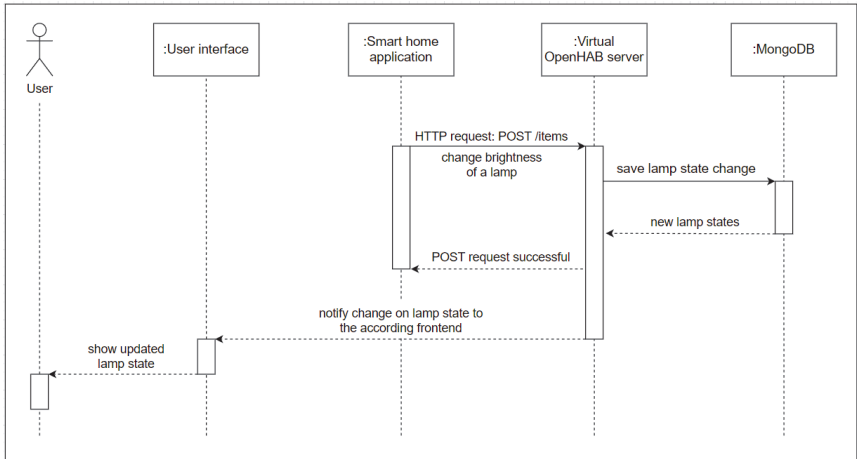 :User interface
:Smart home
application
:Virtual
OpenHAB server
:MongoDB
User
HTTP request: POST /items
change brightness
of a lamp
save lamp state change
new lamp states
POST request successful
notify change on lamp state to
the according frontend
show updated
lamp state